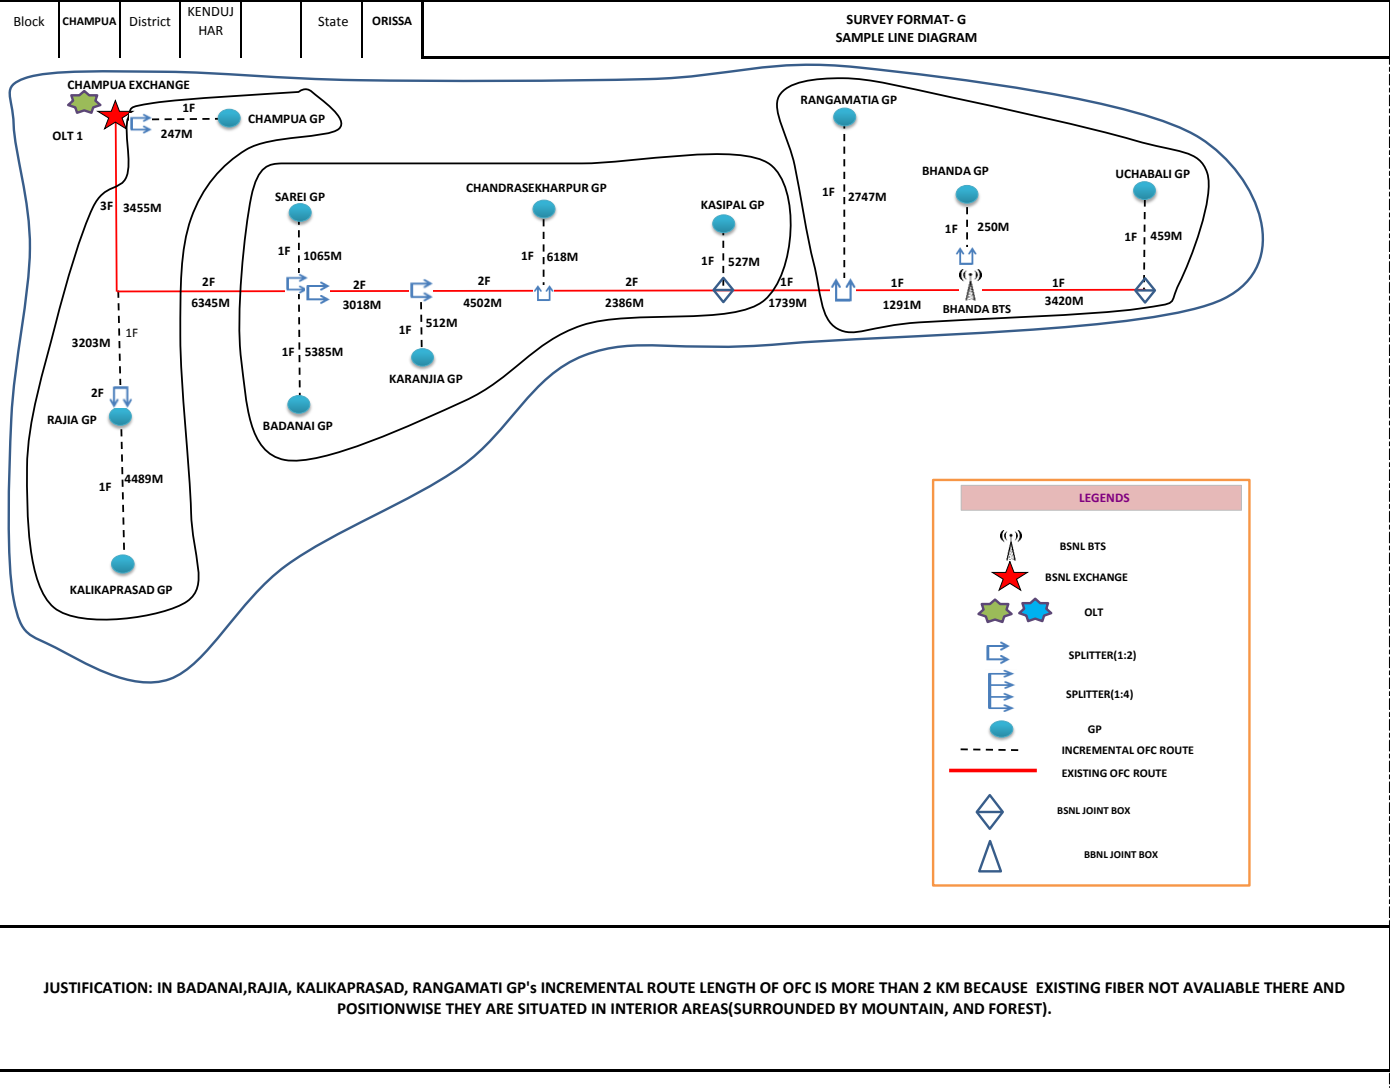 Block
CHAMPUA
District
KENDUJ
HAR
State
ORISSA
SURVEY FORMAT- G
SAMPLE LINE DIAGRAM
CHAMPUA EXCHANGE
OLT 1
1F
247M
CHAMPUA GP
3F
3455M
2F
6345M
1F
3203M
2F
RAJIA GP
1F
4489M
KALIKAPRASAD GP
SAREI GP
1F
1065M
1F
5385M
BADANAI GP
2F
3018M
1F
512M
KARANJIA GP
CHANDRASEKHARPUR GP
1F
618M
2F
4502M
2F
2386M
KASIPAL GP
1F
527M
1F
1739M
RANGAMATIA GP
1F
2747M
1F
1291M
BHANDA GP
1F
250M
BHANDA BTS
1F
3420M
UCHABALI GP
1F
459M
LEGENDS
BSNL BTS
BSNL EXCHANGE
OLT
SPLITTER(1:2)
SPLITTER(1:4)
GP
INCREMENTAL OFC ROUTE
EXISTING OFC ROUTE
BSNL JOINT BOX
BBNL JOINT BOX
JUSTIFICATION: IN BADANAI,RAJIA, KALIKAPRASAD, RANGAMATI GP's INCREMENTAL ROUTE LENGTH OF OFC IS MORE THAN 2 KM BECAUSE  EXISTING FIBER NOT AVALIABLE THERE AND
POSITIONWISE THEY ARE SITUATED IN INTERIOR AREAS(SURROUNDED BY MOUNTAIN, AND FOREST).